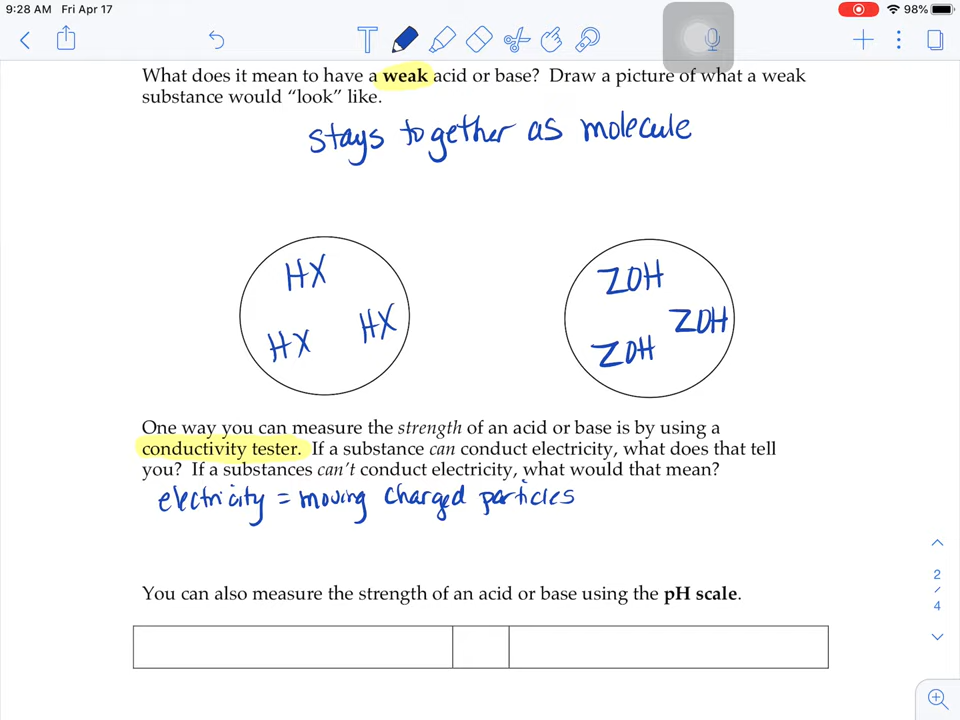 9:28 AM Fri Apr 17
98%
What does it mean to have a weak acid or base? Draw a picture of what a weak
substance would “look” like.
stays together as molecule
HX
HX
HX
ZOH
ZOH
ZOH
One way you can measure the strength of an acid or base is by using a
conductivity tester. If a substance can conduct electricity, what does that tell
you? If a substances can’t conduct electricity, what would that mean?
electricity = moving charged particles
2
/
4
You can also measure the strength of an acid or base using the pH scale.